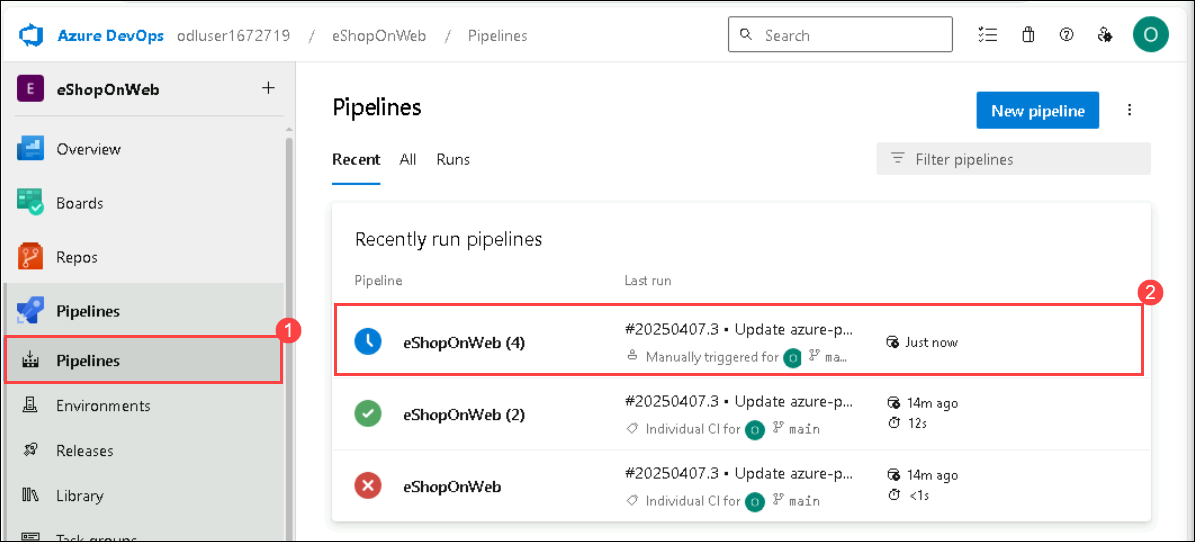 Azure DevOps odluser1672719 / eShopOnWeb / Pipelines
Search
O
E eShopOnWeb +
Overview
Boards
Repos
Pipelines
1
Pipelines
Environments
Releases
Library
Task groups
Pipelines
New pipeline
Recent All Runs
Filter pipelines
Recently run pipelines
Pipeline Last run
2
eShopOnWeb (4) #20250407.3 • Update azure-p... Just now
Manually triggered for O ma...
eShopOnWeb (2) #20250407.3 • Update azure-p... 14m ago
Individual CI for O main 12s
eShopOnWeb #20250407.3 • Update azure-p... 14m ago
Individual CI for O main <1s